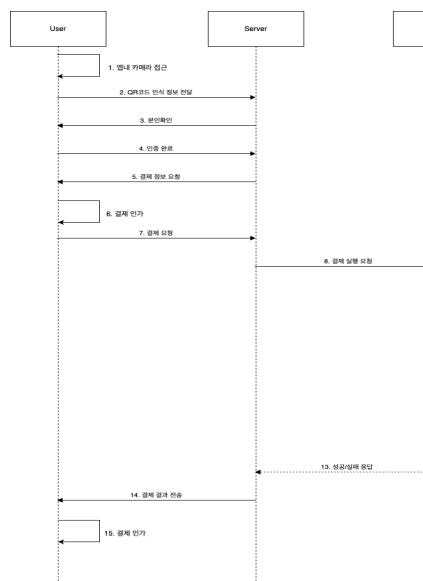 User
Server
1. 앱내 카메라 접근
2. QR코드 인식 정보 전달
3. 본인확인
4. 인증 완료
5. 결제 정보 요청
6. 결제 인가
7. 결제 요청
8. 결제 실행 요청
13. 성공/실패 응답
14. 결제 결과 전송
15. 결제 인가